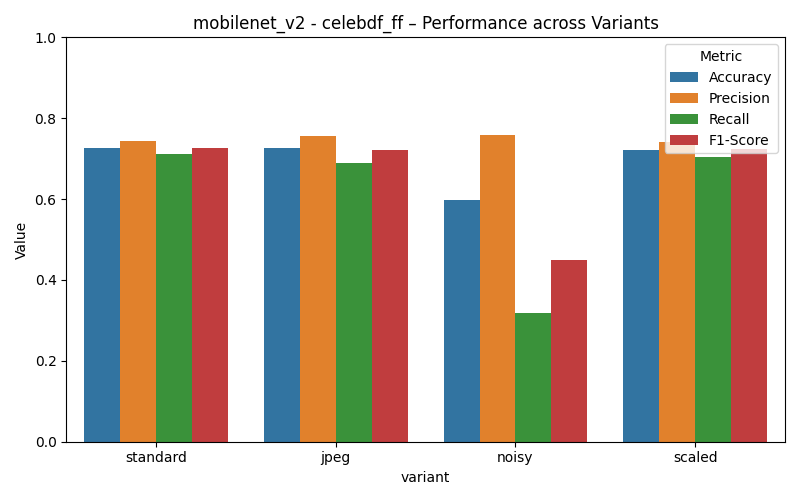 mobilenet_v2 - celebdf_ff – Performance across Variants
1.0
0.8
0.6
0.4
0.2
0.0
Value
Metric
Accuracy
Precision
Recall
F1-Score
standard
jpeg
noisy
scaled
variant